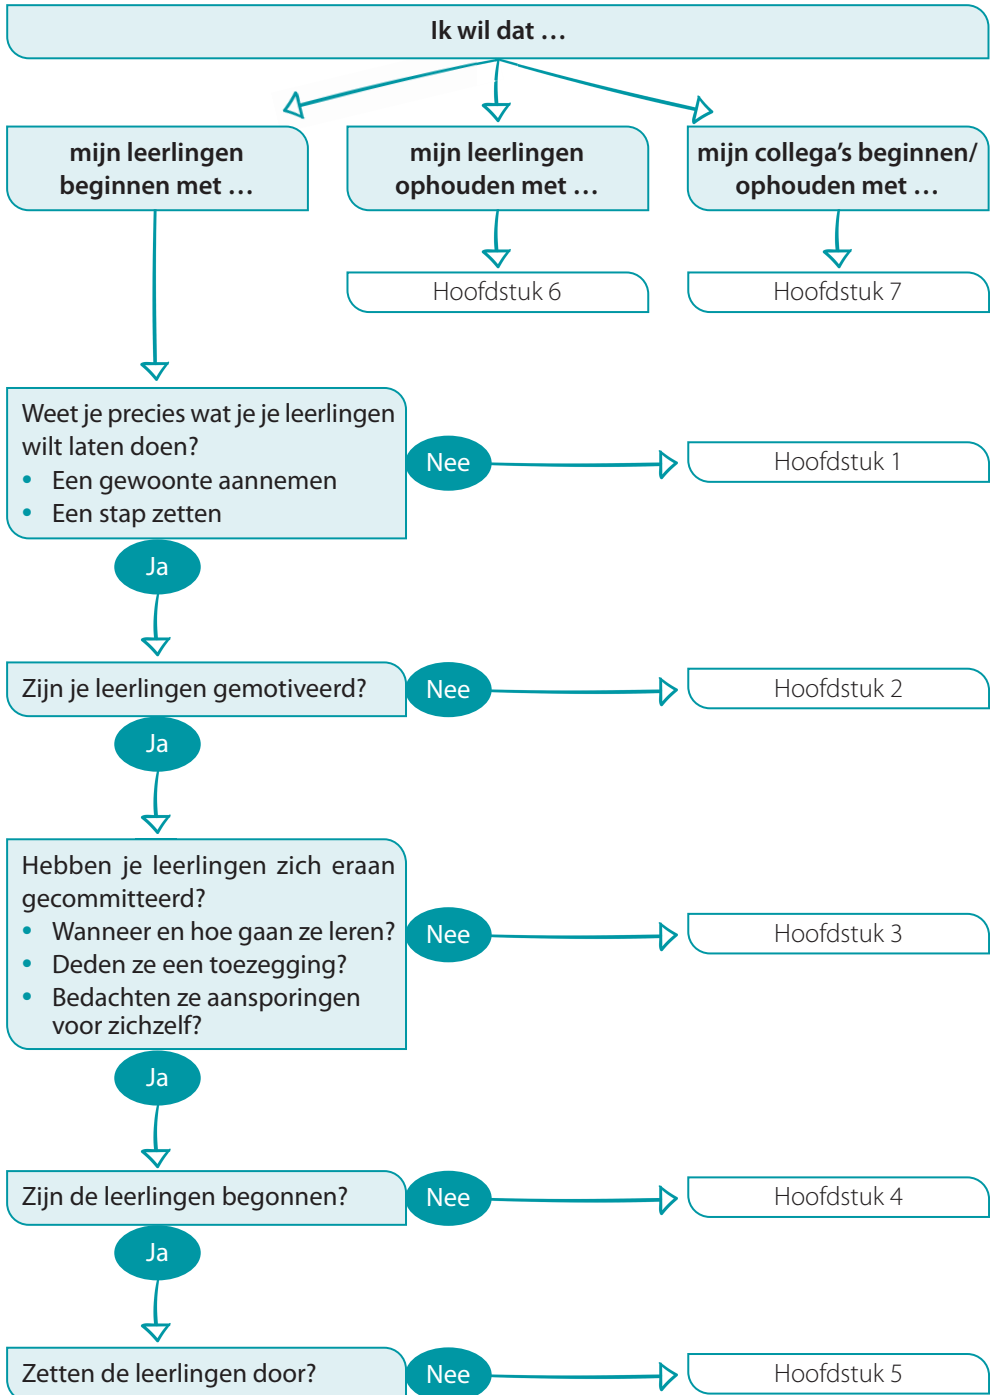 Ik wil dat …
mijn leerlingen
beginnen met …
mijn leerlingen
ophouden met …
mijn collega's beginnen/
ophouden met …
Hoofdstuk 6
Hoofdstuk 7
Weet je precies wat je je leerlingen
wilt laten doen?
• Een gewoonte aannemen
• Een stap zetten
Nee
Hoofdstuk 1
Ja
Zijn je leerlingen gemotiveerd?
Nee
Hoofdstuk 2
Ja
Hebben je leerlingen zich eraan
gecommitteerd?
• Wanneer en hoe gaan ze leren?
• Deden ze een toezegging?
• Bedachten ze aansporingen
voor zichzelf?
Nee
Hoofdstuk 3
Ja
Zijn de leerlingen begonnen?
Nee
Hoofdstuk 4
Ja
Zetten de leerlingen door?
Nee
Hoofdstuk 5